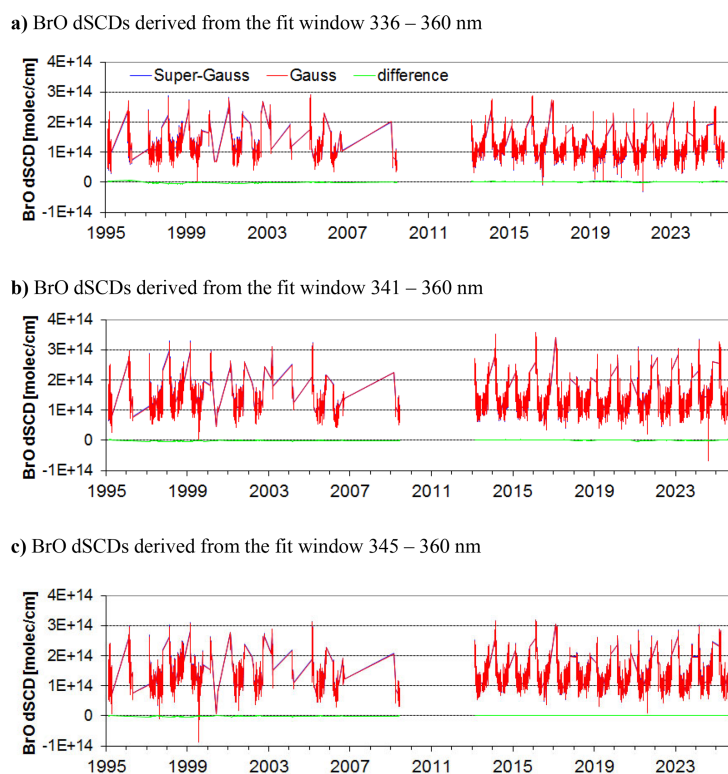 a) BrO dSCDs derived from the fit window 336 – 360 nm
BrO dSCD [molec/cm]
4E+14
3E+14
2E+14
1E+14
0
-1E+14
Super-Gauss
Gauss
difference
1995
1999
2003
2007
2011
2015
2019
2023
b) BrO dSCDs derived from the fit window 341 – 360 nm
BrO dSCD [molec/cm]
4E+14
3E+14
2E+14
1E+14
0
-1E+14
1995
1999
2003
2007
2011
2015
2019
2023
c) BrO dSCDs derived from the fit window 345 – 360 nm
BrO dSCD [molec/cm]
4E+14
3E+14
2E+14
1E+14
0
-1E+14
1995
1999
2003
2007
2011
2015
2019
2023